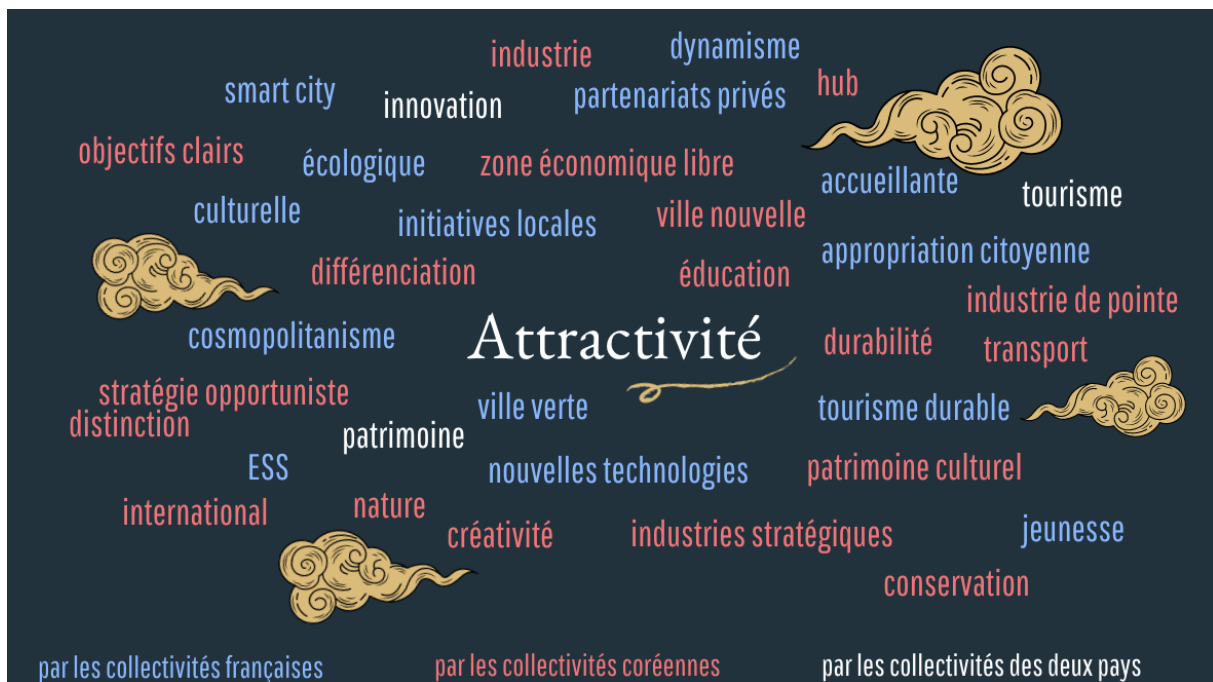 dynamisme
industrie
hub
smart city
innovation
partenariats privés
objectifs clairs
écologique
zone économique libre
accueillante
tourisme
culturelle
initiatives locales
ville nouvelle
appropriation citoyenne
différenciation
éducation
industrie de pointe
cosmopolitanisme
Attractivité
durabilité
transport
stratégie opportuniste
ville verte
tourisme durable
distinction
patrimoine
ESS
nouvelles technologies
patrimoine culturel
international
nature
créativité
industries stratégiques
jeunesse
conservation
par les collectivités françaises
par les collectivités coréennes
par les collectivités des deux pays